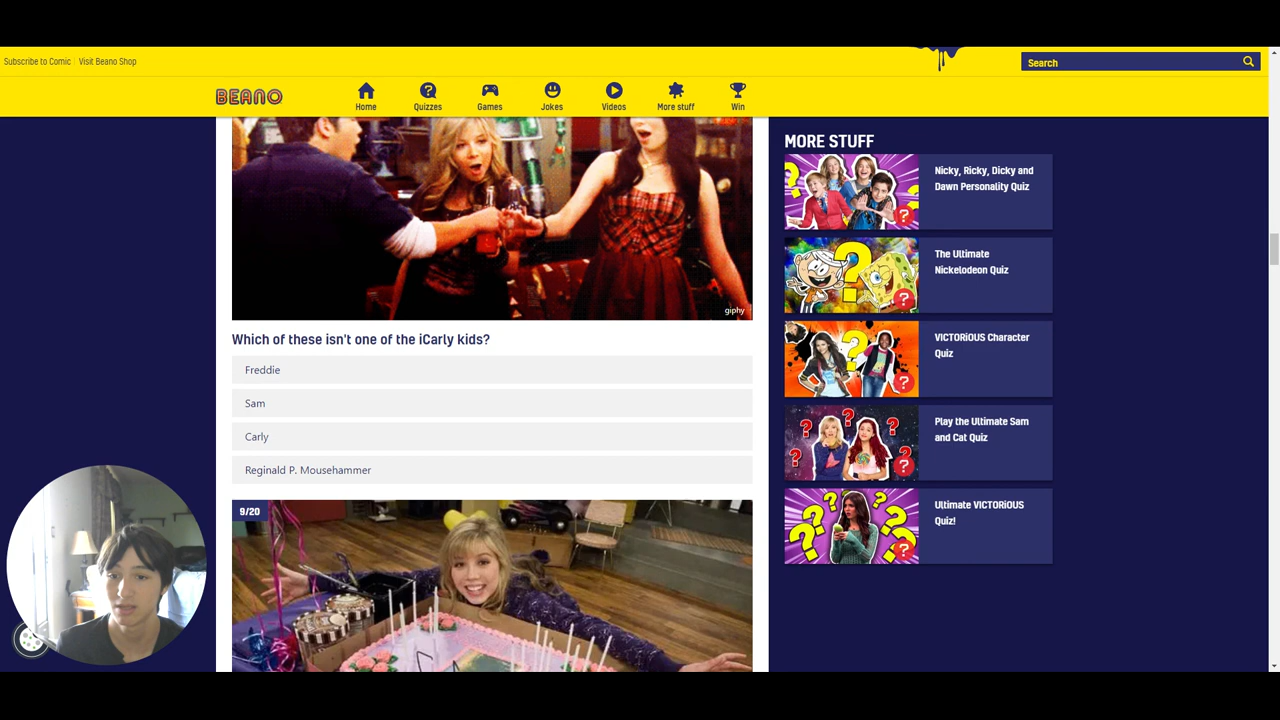 Subscribe to Comic
Visit Beano Shop
Search
BEANO
Home
Quizzes
Games
Jokes
Videos
More stuff
Win
giphy
Which of these isn't one of the iCarly kids?
Freddie
Sam
Carly
Reginald P. Mousehammer
9/20
MORE STUFF
Nicky, Ricky, Dicky and
Dawn Personality Quiz
The Ultimate
Nickelodeon Quiz
VICTORiOUS Character
Quiz
Play the Ultimate Sam
and Cat Quiz
Ultimate VICTORiOUS
Quiz!